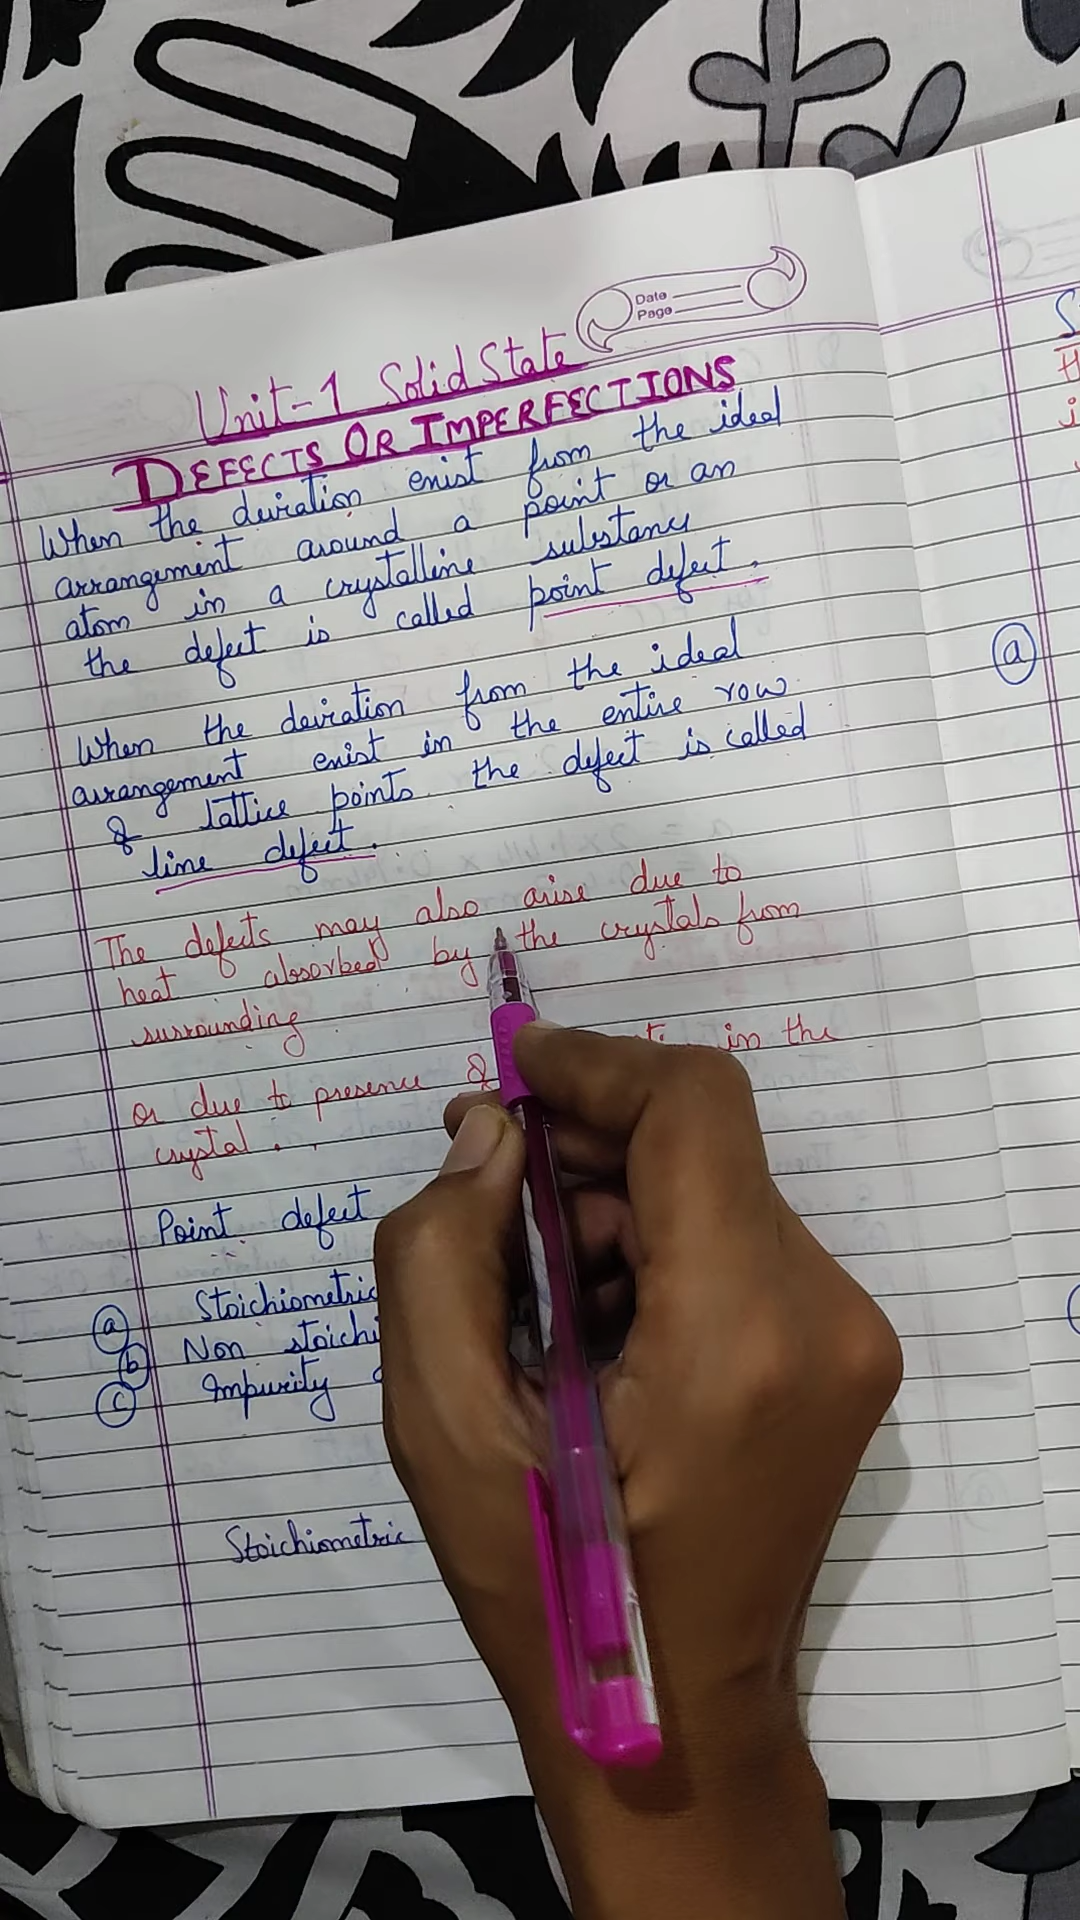 Date
Page
Unit-1 Solid State
DEFECTS OR IMPERFECTIONS
When the deviration enist from the ideal
arrangement around a point or an
atom in a crystalline substance
the defect is called point defect.
When the deviration from the ideal
arrangement enist in the entire row
of lattice points the defect is called
line defect.
The defects may also arise due to
heat absorbed by the crystals from
surrounding
or due to presence of in the
crystal.
Point defect
(a) Stoichiometric
(b) Non stoichi
(c) Impurity
Stoichiometric
(a)